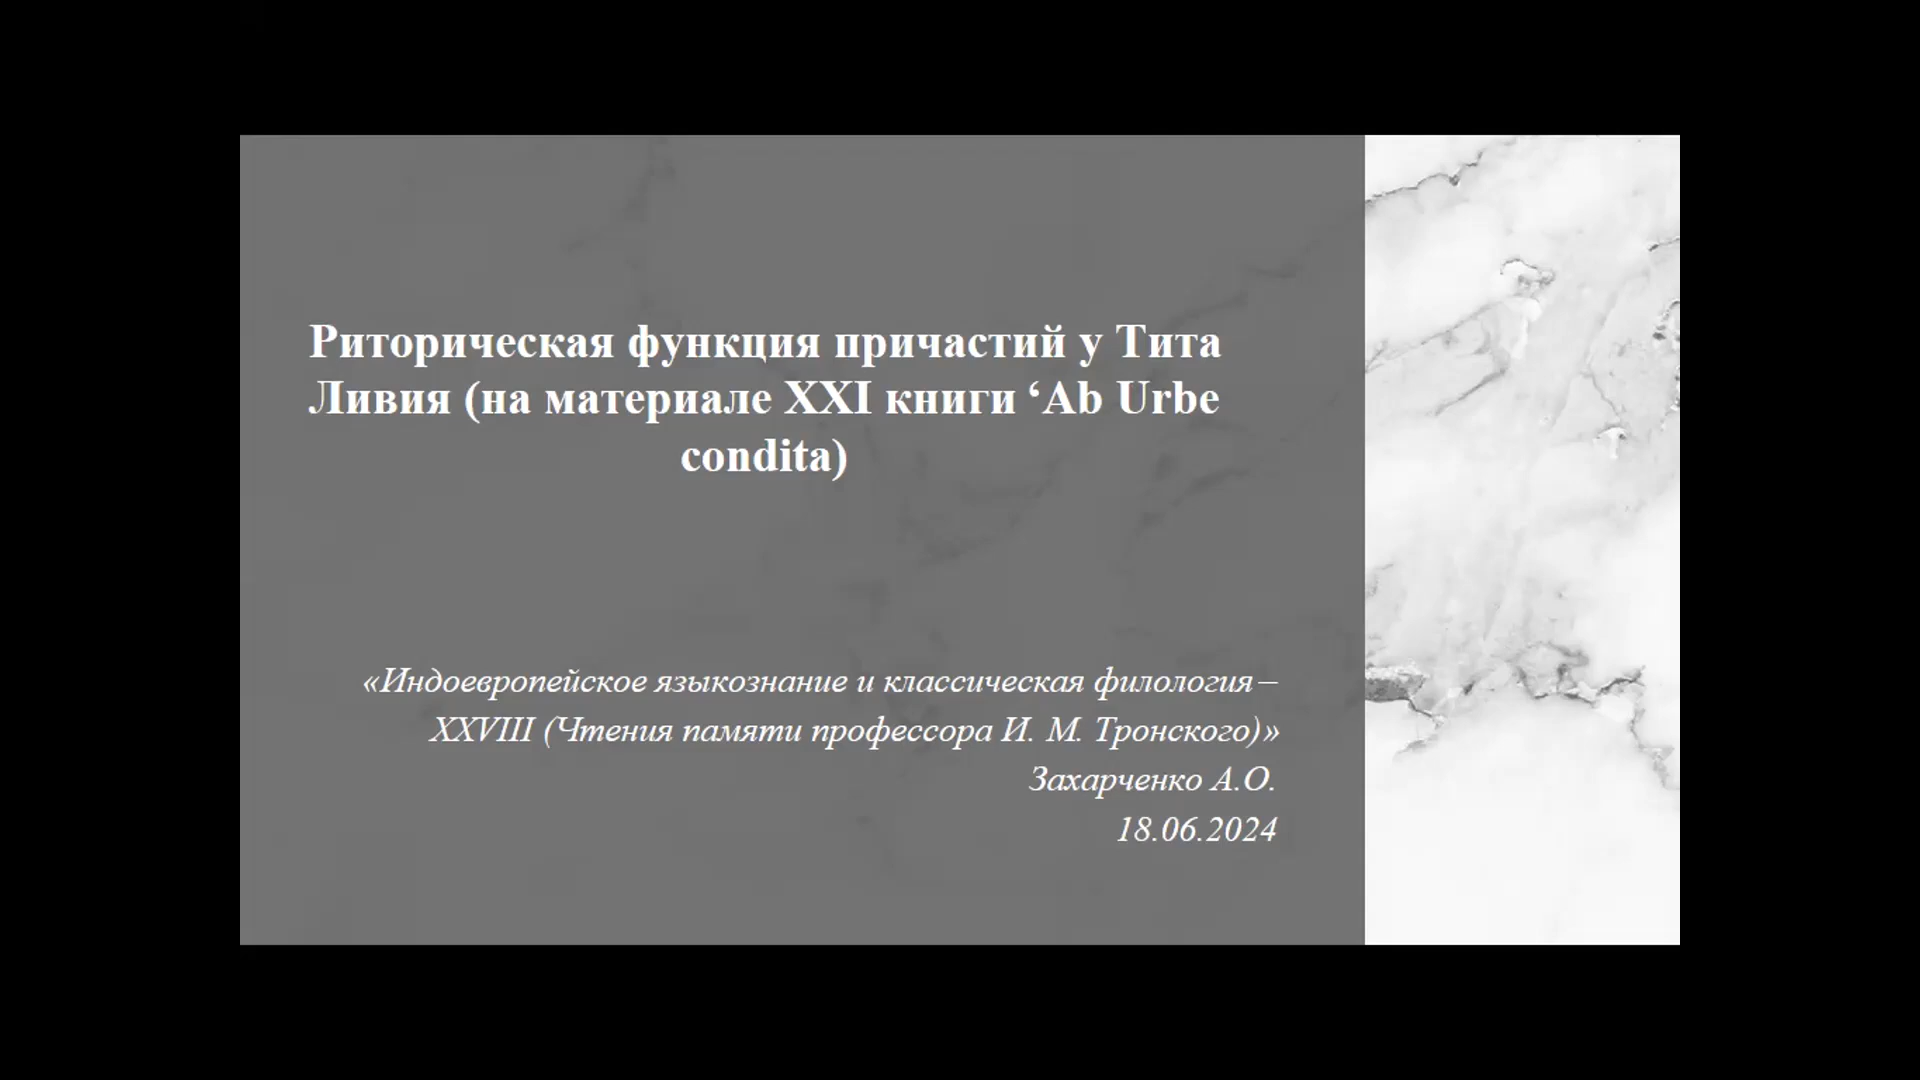 Риторическая функция причастий у Тита
Ливия (на материале XXI книги ‘Ab Urbe
condita)
«Индоевропейское языкознание и классическая филология –
XXVIII (Чтения памяти профессора И. М. Тронского)»
Захарченко А.О.
18.06.2024